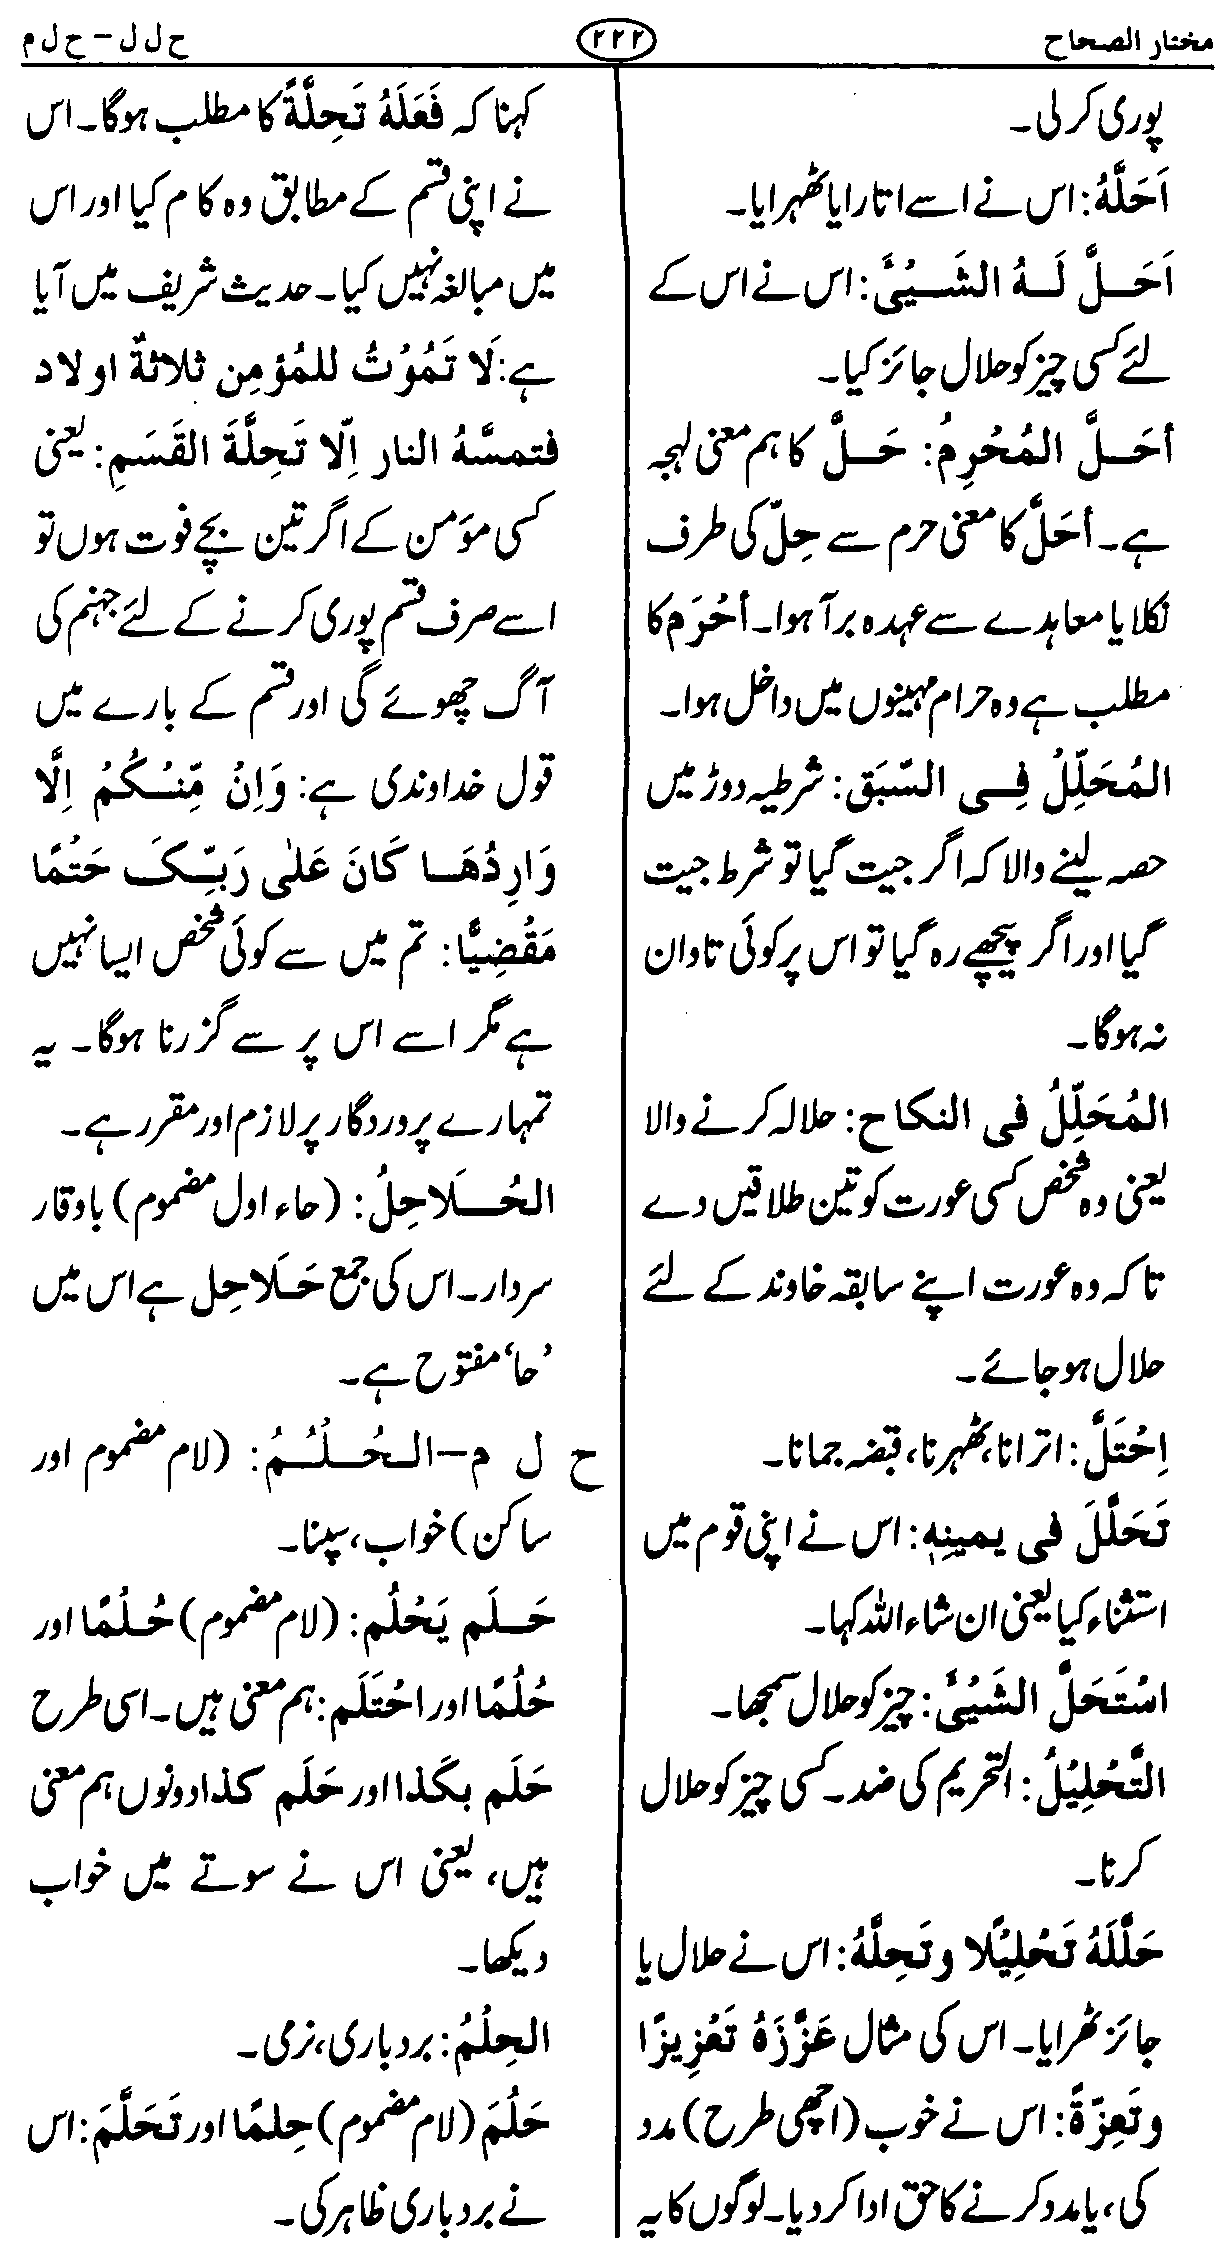 مختار الصحاح
۲۲۲
ح ل ل – ح ل م
پوری کر لی۔
اَحَلَّهُ: اس نے اسے اتارا یا ٹھہرایا۔
اَحَلَّ لَهُ الشَّیْئَ: اس نے اس کے
لئے کسی چیز کو حلال جائز کیا۔
أحَلَّ المُحْرِمُ: حَلَّ کا ہم معنی لہجہ
ہے۔ أحَلَّ کا معنی حرم سے حِلّ کی طرف
نکلا یا معاہدے سے عہدہ برآ ہوا۔ أحْرَم کا
مطلب ہے وہ حرام مہینوں میں داخل ہوا۔
المُحَلِّلُ فِی السَّبَق: شرطیہ دوڑ میں
حصہ لینے والا کہ اگر جیت گیا تو شرط جیت
گیا اور اگر پیچھے رہ گیا تو اس پر کوئی تاوان
نہ ہوگا۔
المُحَلِّلُ فی النکاح: حلالہ کرنے والا
یعنی وہ شخص کسی عورت کو تین طلاقیں دے
تا کہ وہ عورت اپنے سابقہ خاوند کے لئے
حلال ہو جائے۔
اِحْتَلَّ: اترانا، ٹھہرنا، قبضہ جمانا۔
تَحَلَّلَ فی یمینِہٖ: اس نے اپنی قوم میں
استثناء کیا یعنی ان شاء اللہ کہا۔
اسْتَحَلَّ الشَیْئَ: چیز کو حلال سمجھا۔
التَّحْلِیْلُ: التحریم کی ضد۔ کسی چیز کو حلال
کرنا۔
حَلَّلَهُ تَحْلِیْلًا و تَحِلَّهُ: اس نے حلال یا
جائز ٹھرایا۔ اس کی مثال عَزَّزَهُ تَعْزِیزًا
و تَعِزَّةً: اس نے خوب (اچھی طرح) مدد
کی، یا مدد کرنے کا حق ادا کر دیا۔ لوگوں کا یہ
کہنا کہ فَعَلَهُ تَحِلَّةً کا مطلب ہوگا۔ اس
نے اپنی قسم کے مطابق وہ کام کیا اور اس
میں مبالغہ نہیں کیا۔ حدیث شریف میں آیا
ہے: لَا تَمُوْتُ للمُؤمِن ثلاثةٌ اولاد
فتمسَّهُ النار اِلّا تَحِلَّةَ القَسَمِ: یعنی
کسی مؤمن کے اگر تین بچے فوت ہوں تو
اسے صرف قسم پوری کرنے کے لئے جہنم کی
آگ چھوئے گی اور قسم کے بارے میں
قول خداوندی ہے: وَاِنْ مِّنْکُمْ اِلَّا
وَارِدُهَا کَانَ عَلٰی رَبِّکَ حَتْمًا
مَقْضِیًّا: تم میں سے کوئی شخص ایسا نہیں
ہے مگر اسے اس پر سے گزرنا ہوگا۔ یہ
تمہارے پروردگار پر لازم اور مقرر ہے۔
الحُلَاحِلُ: (حاء اول مضموم) باوقار
سردار۔ اس کی جمع حَلَاحِل ہے اس میں
'حا' مفتوح ہے۔
ح ل م – الحُلُمُ: (لام مضموم اور
ساکن) خواب، سپنا۔
حَلَم یَحْلُم: (لام مضموم) حُلْمًا اور
حُلُمًا اور احْتَلَم: ہم معنی ہیں۔ اسی طرح
حَلَم بکَذا اور حَلَم کذا دونوں ہم معنی
ہیں، یعنی اس نے سوتے میں خواب
دیکھا۔
الحِلْمُ: بردباری، نرمی۔
حَلُمَ (لام مضموم) حِلمًا اور تَحَلَّمَ: اس
نے بردباری ظاہر کی۔